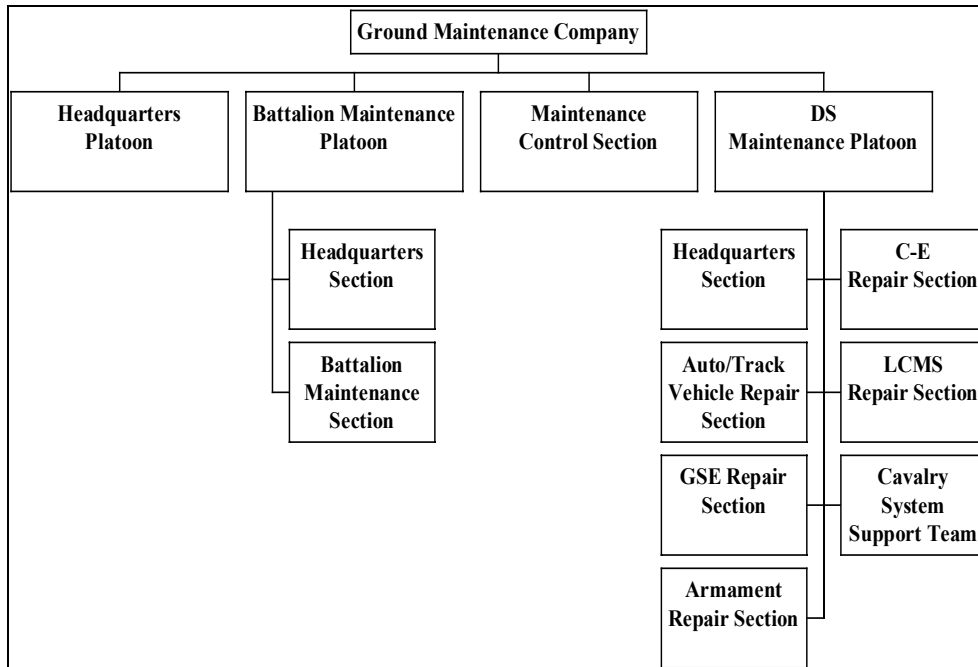 Ground Maintenance Company
Headquarters
Platoon
Battalion Maintenance
Platoon
Maintenance
Control Section
DS
Maintenance Platoon
Headquarters
Section
Battalion
Maintenance
Section
Headquarters
Section
C-E
Repair Section
Auto/Track
Vehicle Repair
Section
LCMS
Repair Section
GSE Repair
Section
Cavalry
System
Support Team
Armament
Repair Section